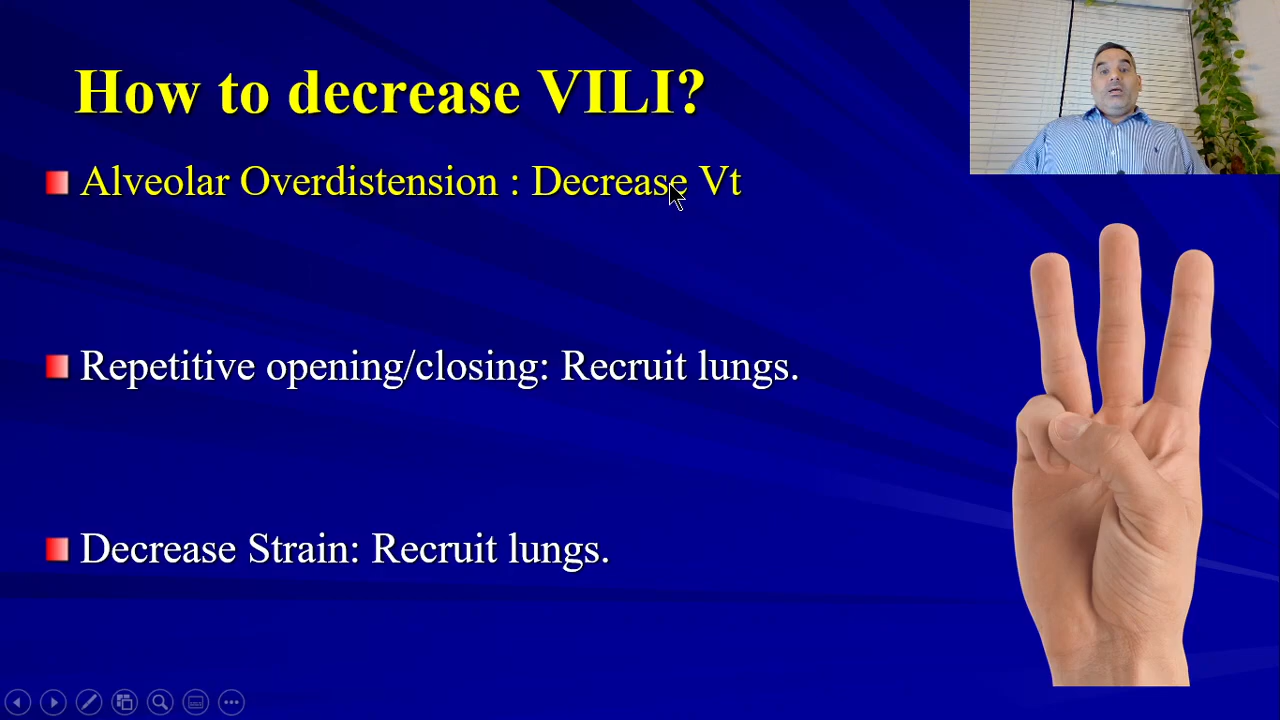 How to decrease VILI?
Alveolar Overdistension : Decrease Vt
Repetitive opening/closing: Recruit lungs.
Decrease Strain: Recruit lungs.